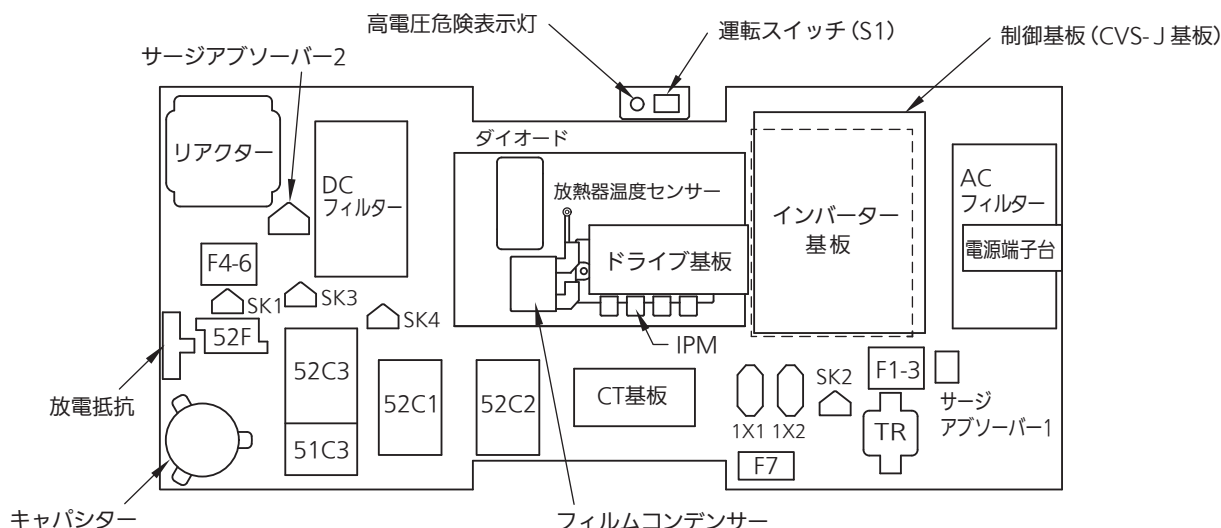 高電圧危険表示灯
運転スイッチ(S1)
制御基板(CVS-J基板)
サージアブソーバー2
ダイオード
リアクター
DC
フィルター
放熱器温度センサー
インバーター
基板
AC
フィルター
電源端子台
ドライブ基板
F4-6
SK1
SK3
SK4
52F
IPM
放電抵抗
52C3
51C3
52C1
52C2
CT基板
1X1
1X2
SK2
F1-3
サージ
アブソーバー1
TR
F7
キャパシター
フィルムコンデンサー